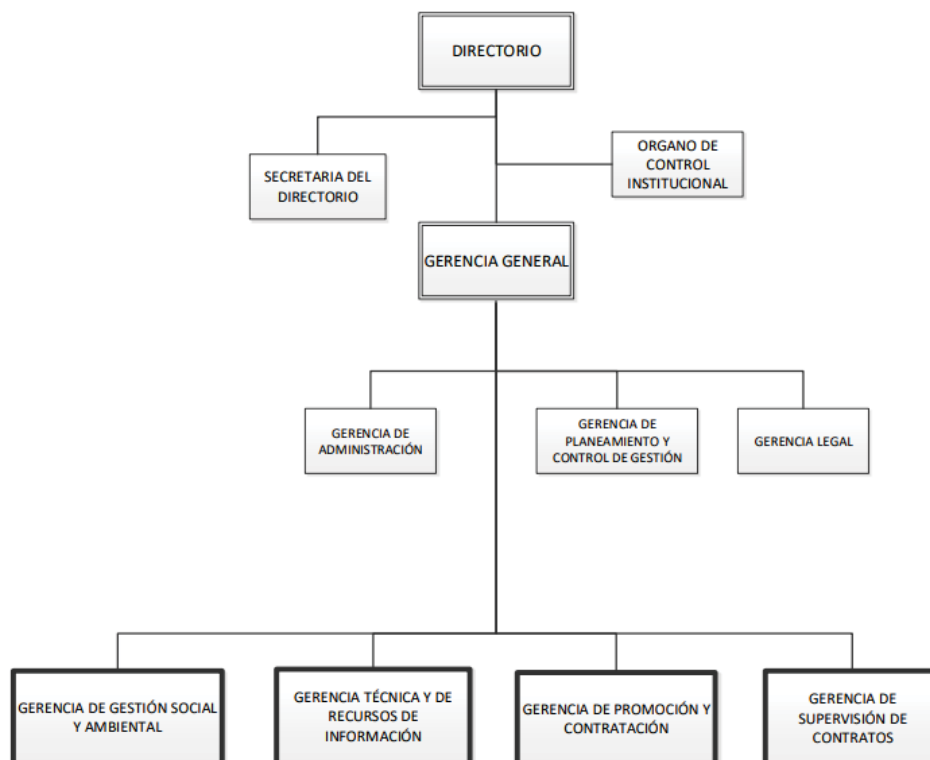 DIRECTORIO
SECRETARIA DEL
DIRECTORIO
ORGANO DE
CONTROL
INSTITUCIONAL
GERENCIA GENERAL
GERENCIA DE
ADMINISTRACIÓN
GERENCIA DE
PLANEAMIENTO Y
CONTROL DE GESTIÓN
GERENCIA LEGAL
GERENCIA DE GESTIÓN SOCIAL
Y AMBIENTAL
GERENCIA TÉCNICA Y DE
RECURSOS DE
INFORMACIÓN
GERENCIA DE PROMOCIÓN Y
CONTRATACIÓN
GERENCIA DE
SUPERVISIÓN DE
CONTRATOS